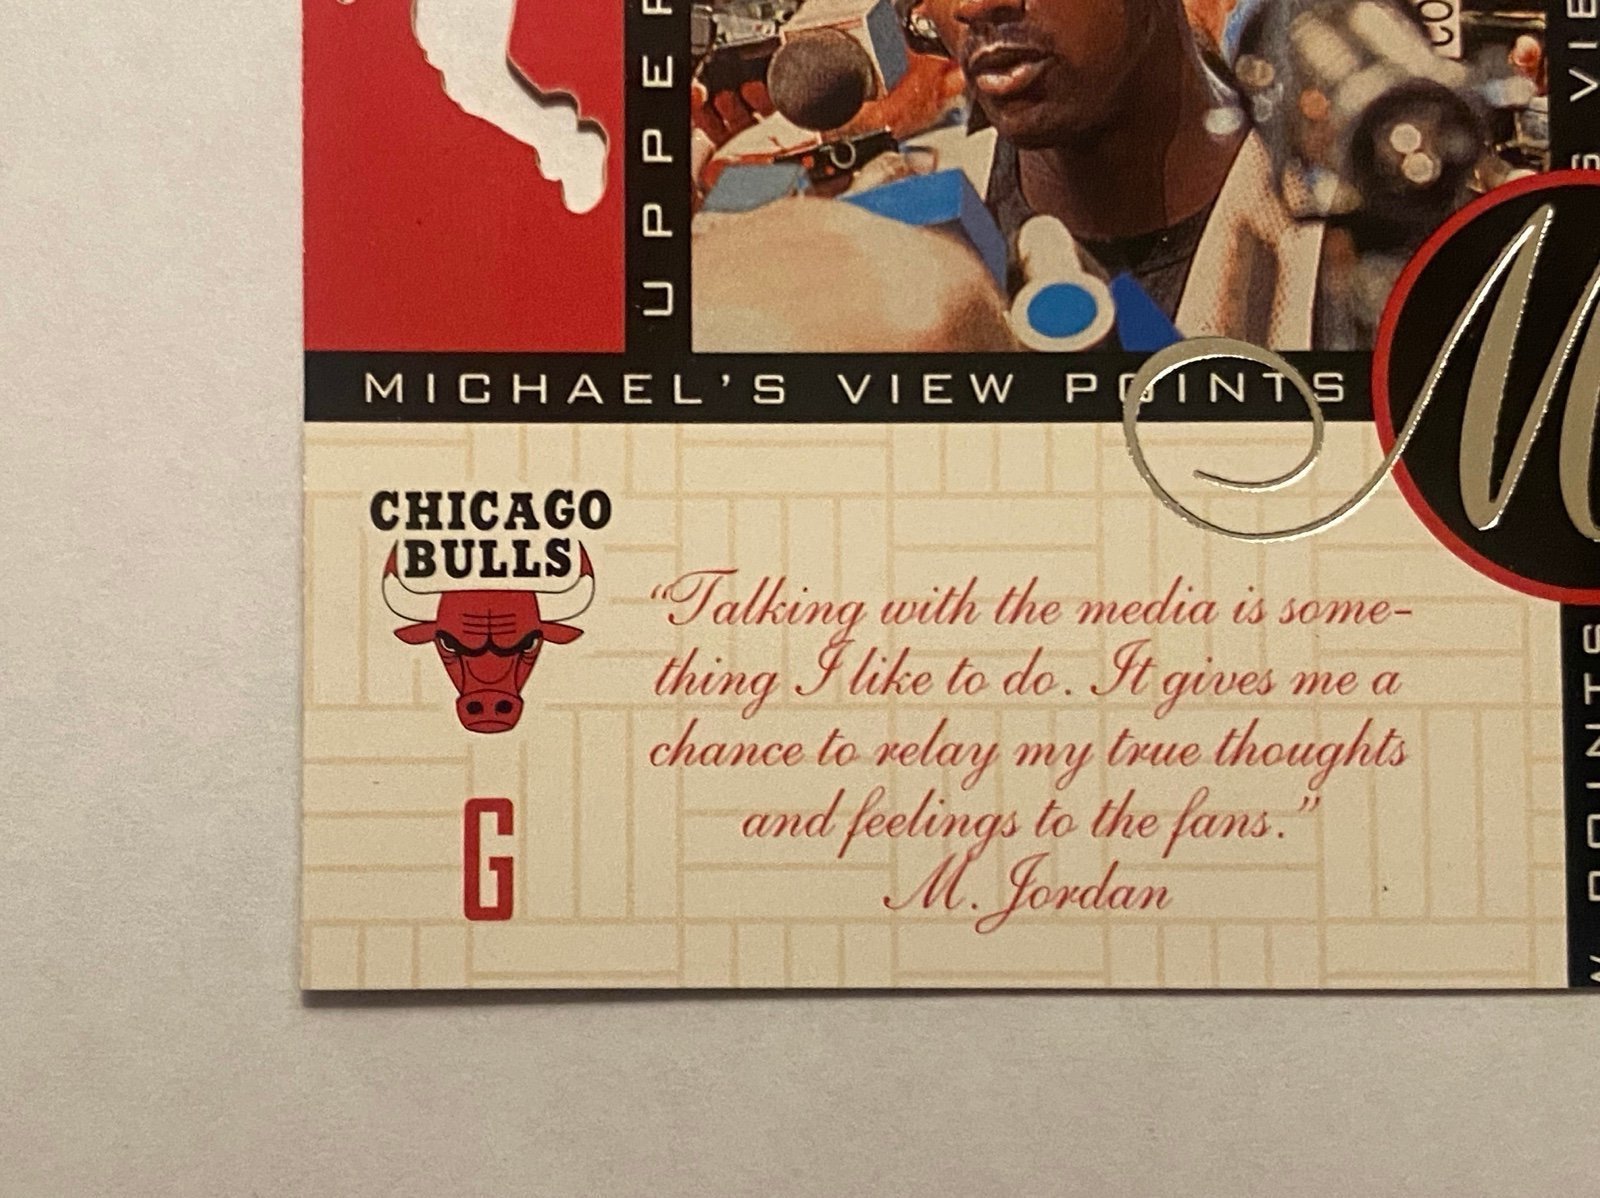 UPPER
MICHAEL'S VIEW POINTS
M
CHICAGO
BULLS
"Talking with the media is some-
thing I like to do. It gives me a
chance to relay my true thoughts
and feelings to the fans."
M. Jordan
G